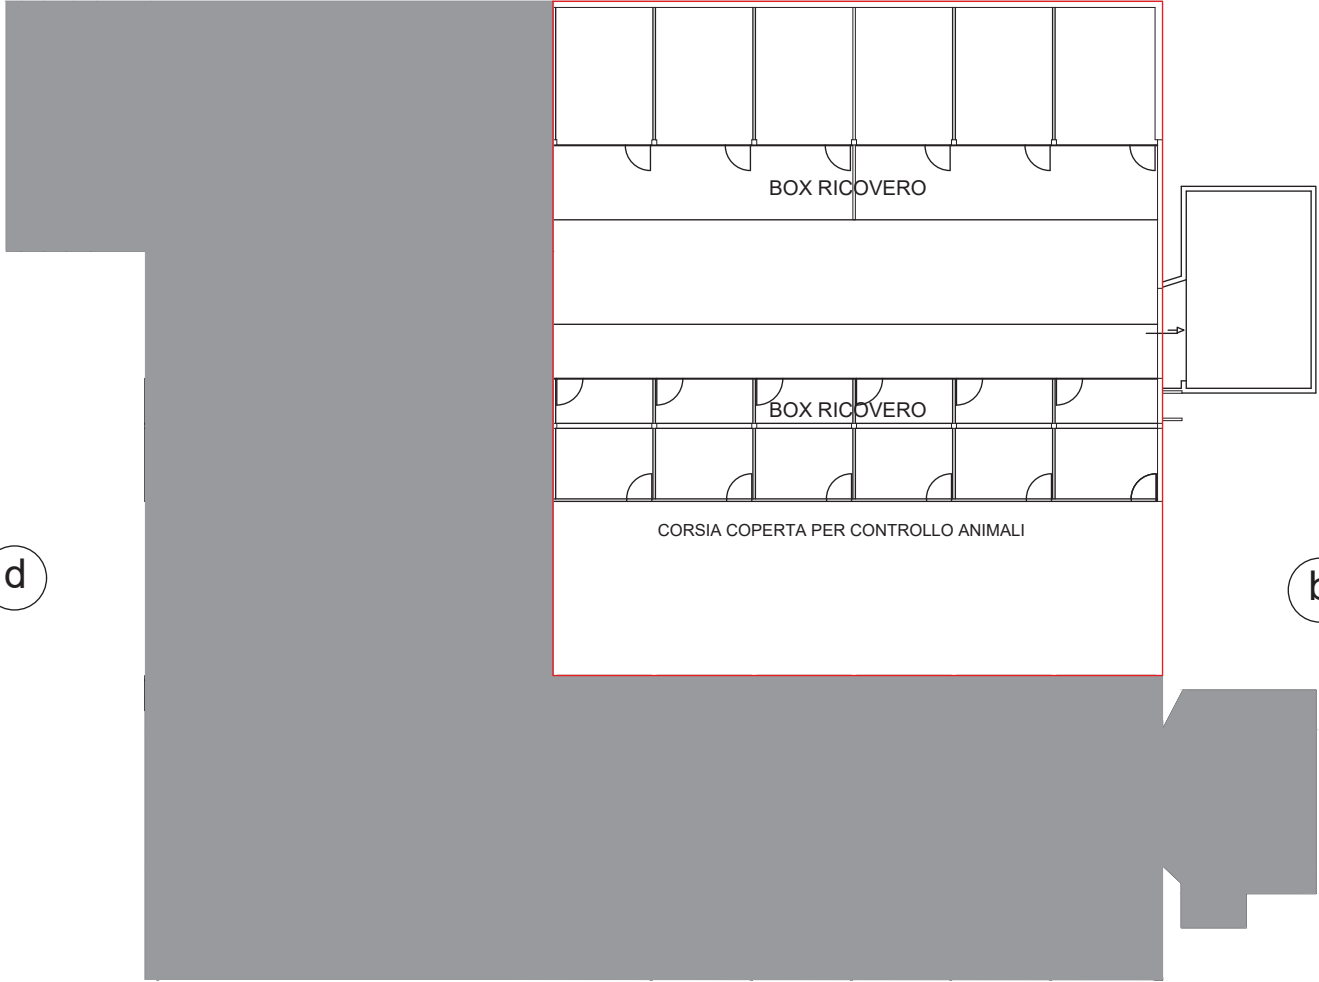 BOX RICOVERO
BOX RICOVERO
CORSIA COPERTA PER CONTROLLO ANIMALI
d
b